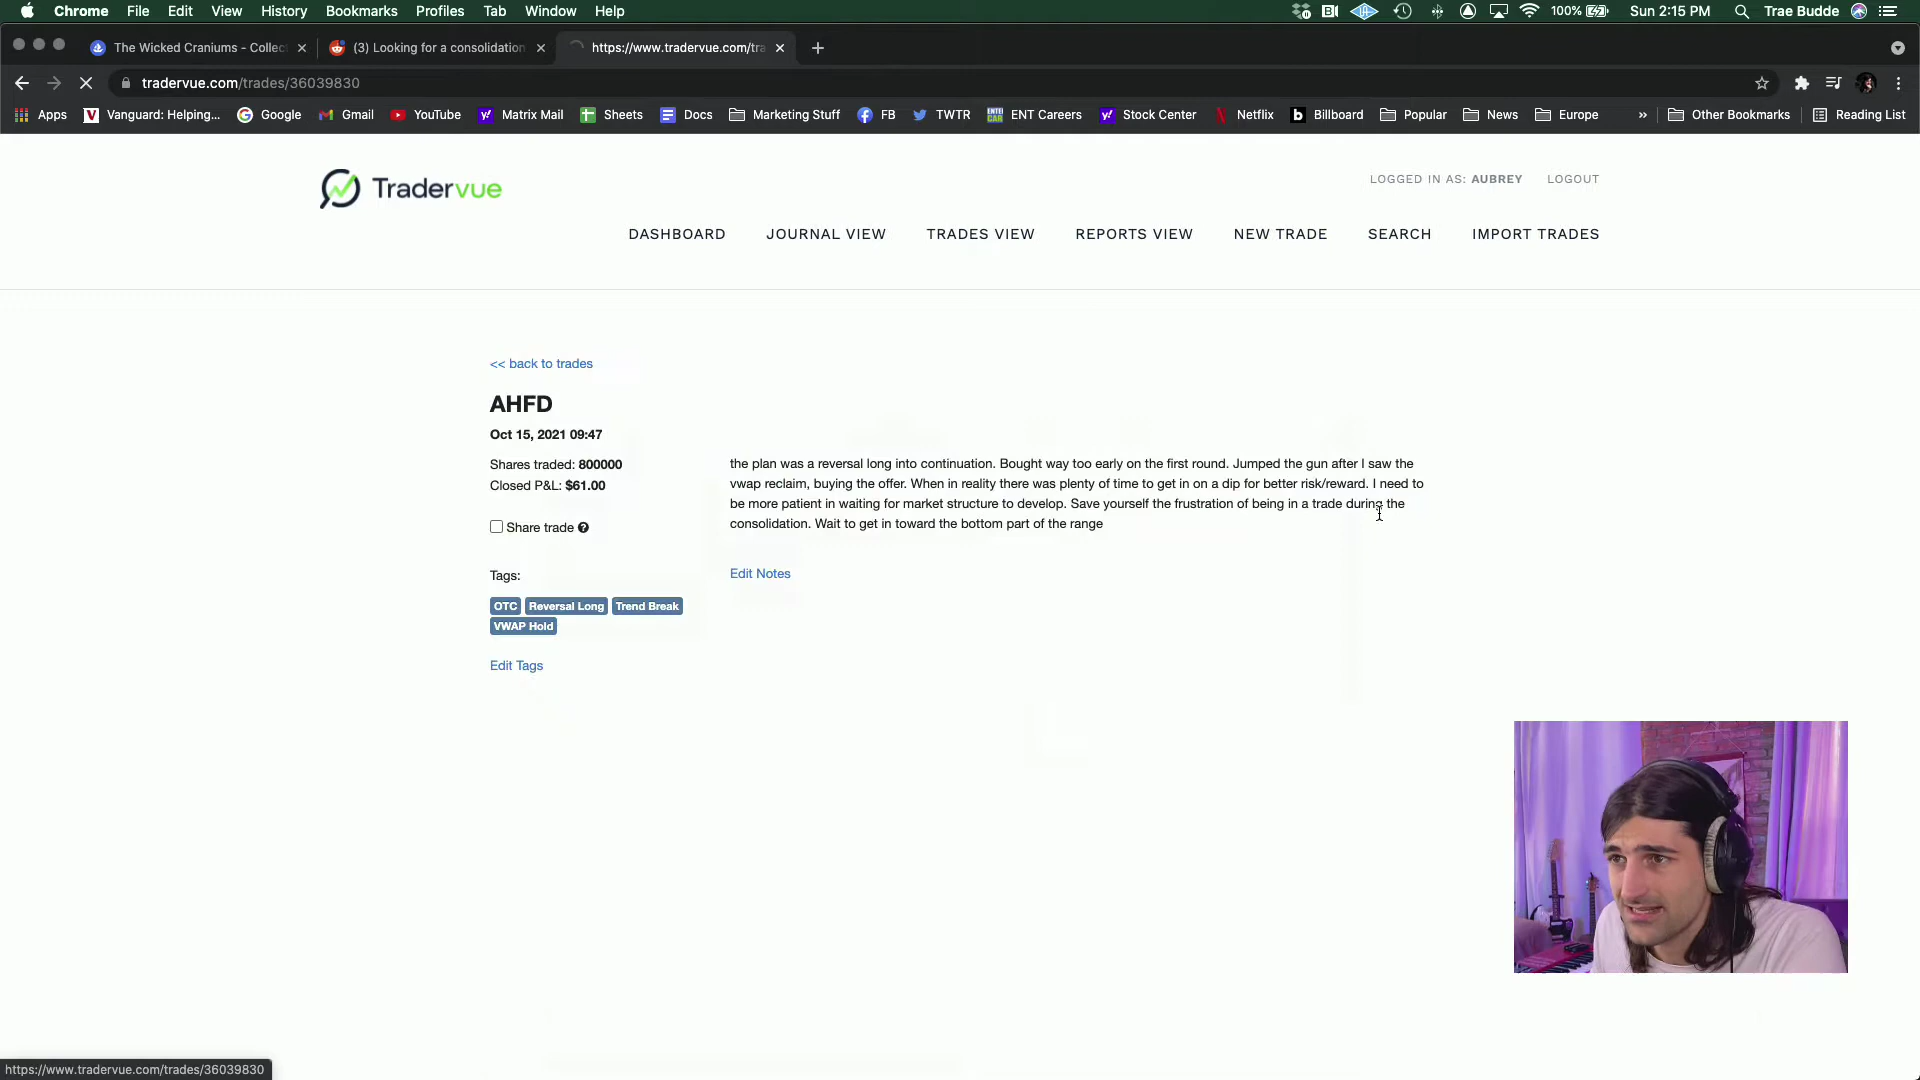 Chrome File Edit View History Bookmarks Profiles Tab Window Help 100% Sun 2:15 PM Trae Budde
The Wicked Craniums - Collec (3) Looking for a consolidation https://www.tradervue.com/tra
tradervue.com/trades/36039830
Apps Vanguard: Helping... Google Gmail YouTube Matrix Mail Sheets Docs Marketing Stuff FB TWTR ENT Careers Stock Center Netflix Billboard Popular News Europe » Other Bookmarks Reading List
Tradervue
LOGGED IN AS: AUBREY LOGOUT
DASHBOARD JOURNAL VIEW TRADES VIEW REPORTS VIEW NEW TRADE SEARCH IMPORT TRADES
<< back to trades
AHFD
Oct 15, 2021 09:47
Shares traded: 800000
Closed P&L: $61.00
Share trade
Tags:
OTC Reversal Long Trend Break
VWAP Hold
Edit Tags
the plan was a reversal long into continuation. Bought way too early on the first round. Jumped the gun after I saw the
vwap reclaim, buying the offer. When in reality there was plenty of time to get in on a dip for better risk/reward. I need to
be more patient in waiting for market structure to develop. Save yourself the frustration of being in a trade during the
consolidation. Wait to get in toward the bottom part of the range
Edit Notes
https://www.tradervue.com/trades/36039830